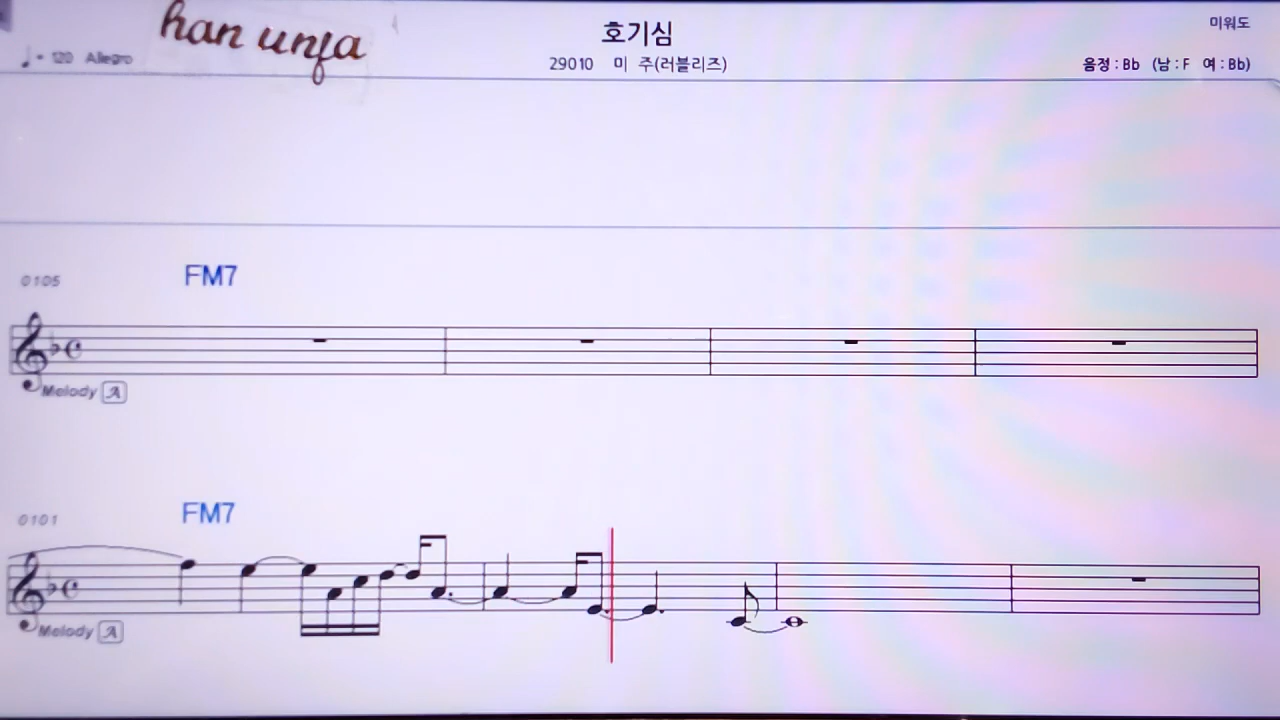 han unfa
호기심
미워도
♩ = 120 Allegro
29010 미 주(러블리즈)
음정 : Bb (남 : F 여 : Bb)
0105 FM7
Melody A
0101 FM7
Melody A